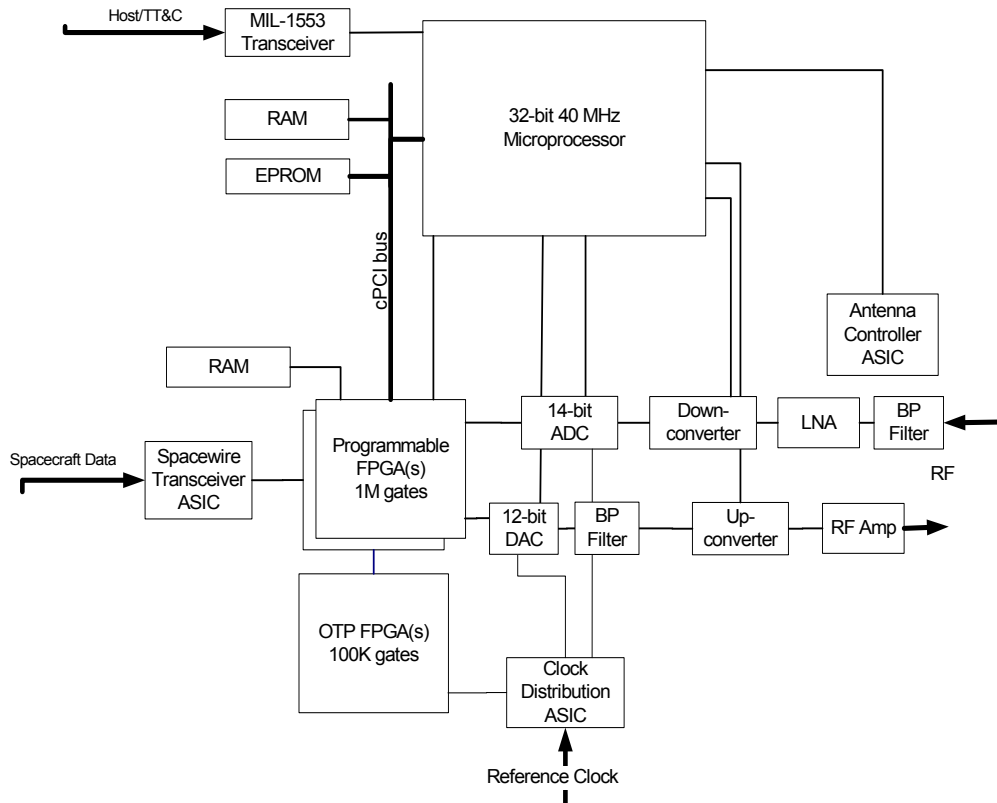 Host/TT&C
MIL-1553
Transceiver
RAM
EPROM
32-bit 40 MHz
Microprocessor
cPCI bus
Antenna
Controller
ASIC
RAM
Programmable
FPGA(s)
1M gates
14-bit
ADC
Down-
converter
LNA
BP
Filter
RF
Spacecraft Data
Spacewire
Transceiver
ASIC
12-bit
DAC
BP
Filter
Up-
converter
RF Amp
OTP FPGA(s)
100K gates
Clock
Distribution
ASIC
Reference Clock